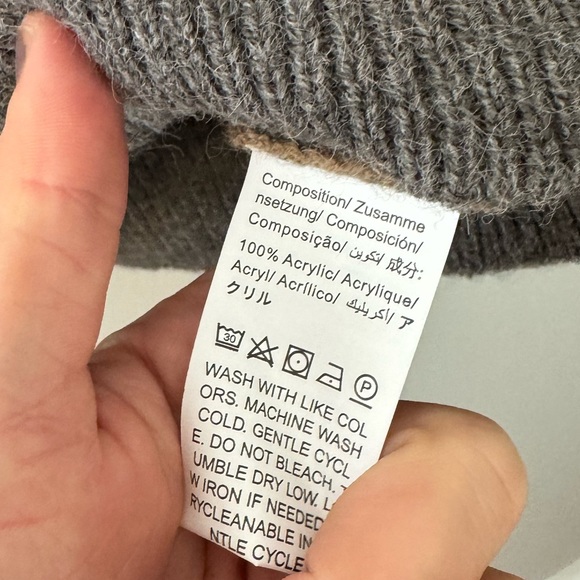 Composition/ Zusamme
nsetzung/ Composición/
Composição/ تكوين/ 成分:
100% Acrylic/ Acrylique/
Acryl/ Acrílico/ أكريليك/ ア
クリル
30 P
WASH WITH LIKE COL
ORS. MACHINE WASH
COLD. GENTLE CYCL
E. DO NOT BLEACH, T
UMBLE DRY LOW. L
W IRON IF NEEDED
RYCLEANABLE IN
NTLE CYCLE